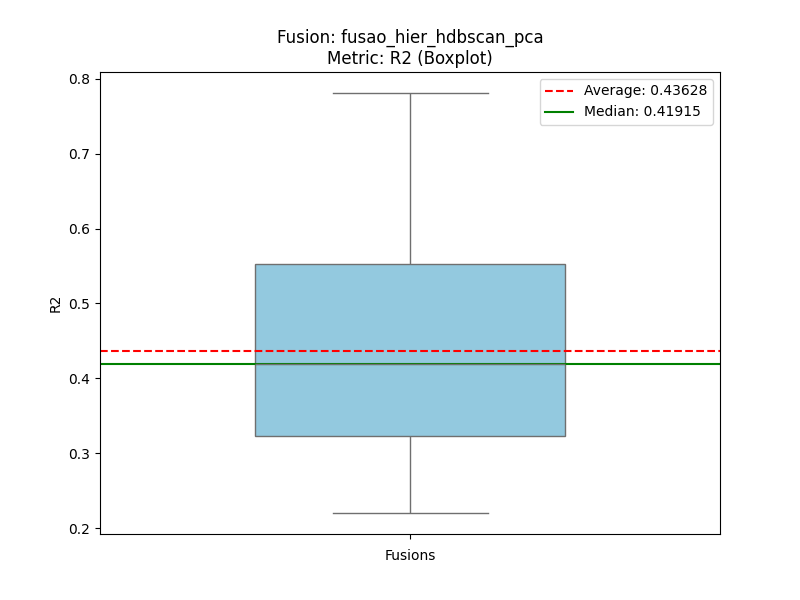 Fusion: fusao_hier_hdbscan_pca
Metric: R2 (Boxplot)
Average: 0.43628
Median: 0.41915
0.8
0.7
0.6
0.5
0.4
0.3
0.2
R2
Fusions